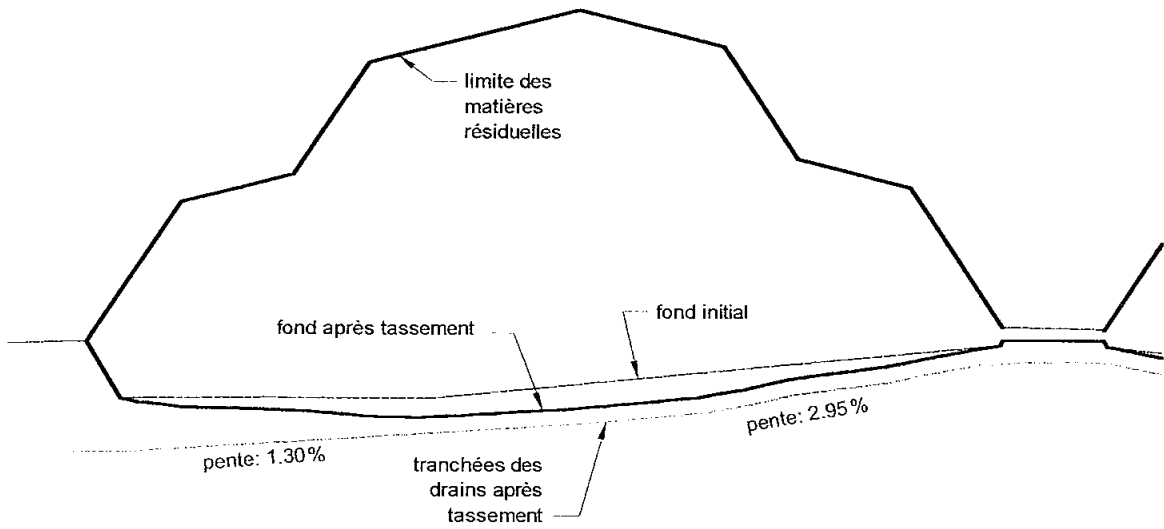 limite des
matières
résiduelles
fond après tassement
fond initial
pente: 1.30%
pente: 2.95%
tranchées des
drains après
tassement